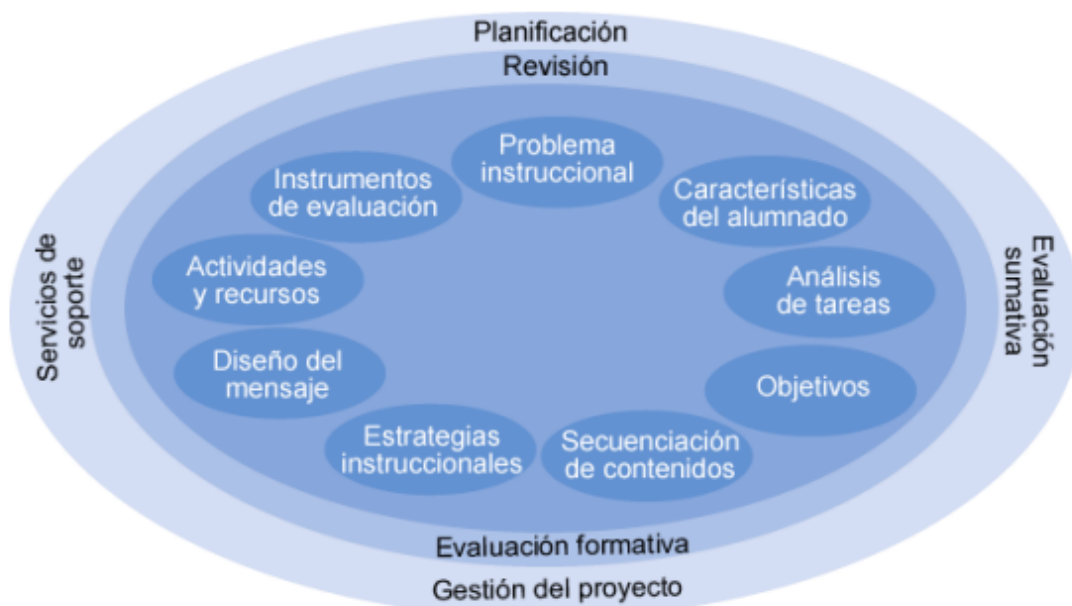 Planificación
Revisión
Problema
instruccional
Características
del alumnado
Análisis
de tareas
Objetivos
Secuenciación
de contenidos
Estrategias
instruccionales
Diseño del
mensaje
Actividades
y recursos
Instrumentos
de evaluación
Evaluación
sumativa
Evaluación formativa
Gestión del proyecto
Servicios de
soporte